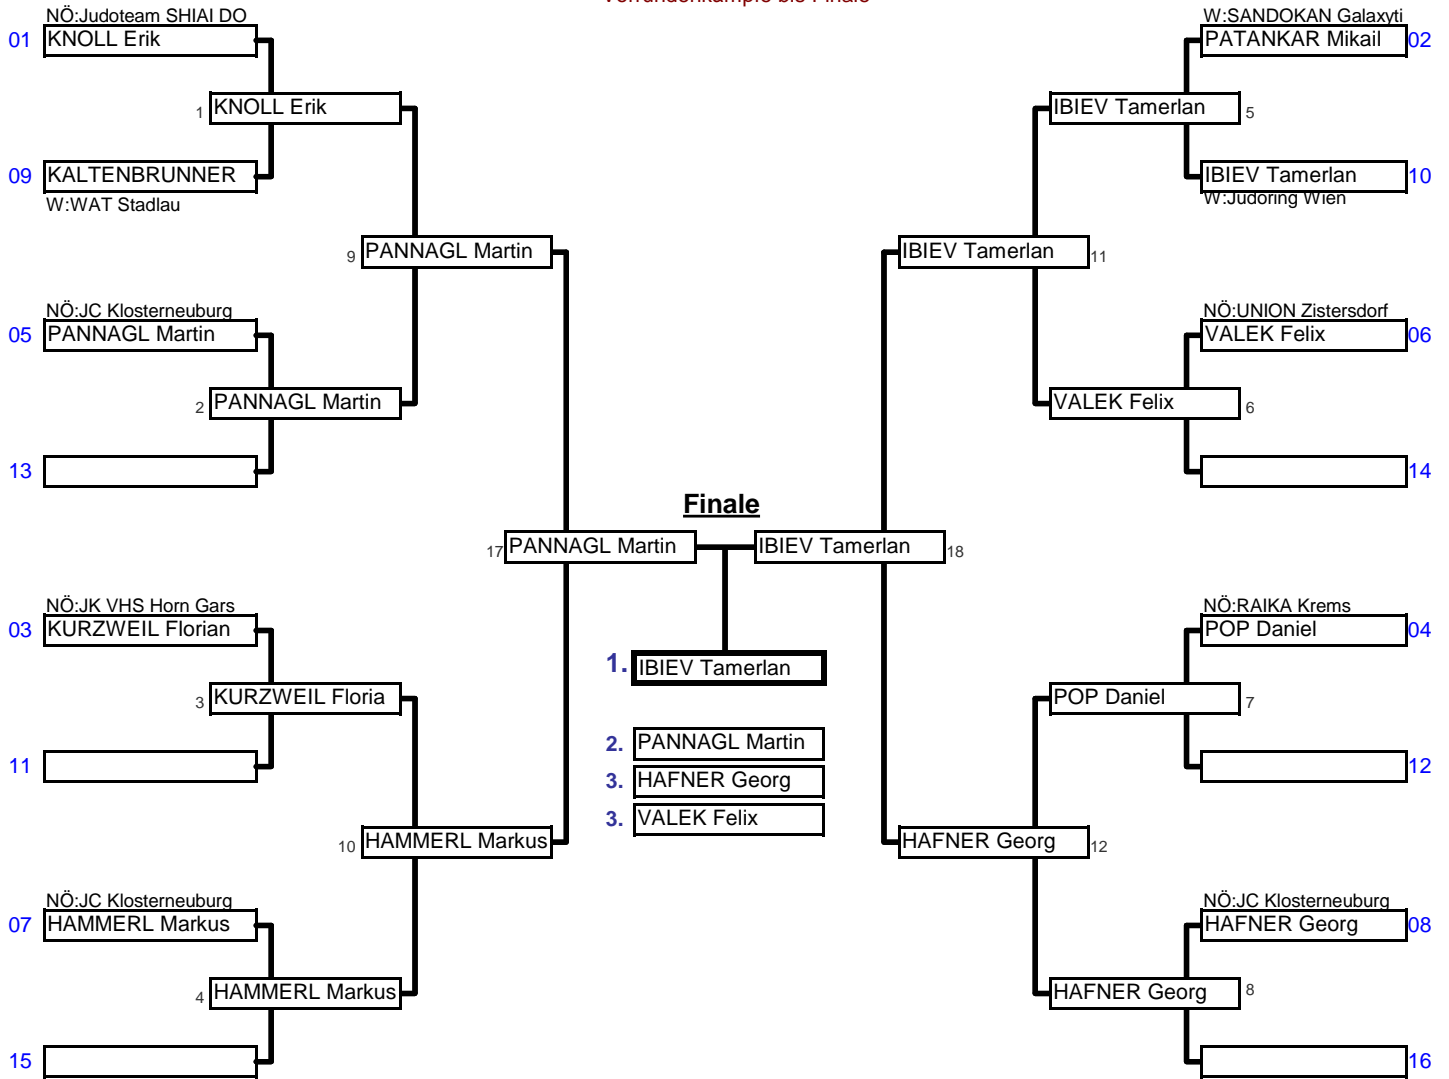 Vorrundenkämpfe bis Finale
NÖ:Judoteam SHIAI DO
W:SANDOKAN Galaxyti
01 KNOLL Erik
PATANKAR Mikail 02
1 KNOLL Erik
IBIEV Tamerlan 5
09 KALTENBRUNNER
IBIEV Tamerlan 10
W:WAT Stadlau
W:Judoring Wien
9 PANNAGL Martin
IBIEV Tamerlan 11
NÖ:JC Klosterneuburg
NÖ:UNION Zistersdorf
05 PANNAGL Martin
VALEK Felix 06
2 PANNAGL Martin
VALEK Felix 6
13
14
Finale
17 PANNAGL Martin
IBIEV Tamerlan 18
NÖ:JK VHS Horn Gars
NÖ:RAIKA Krems
03 KURZWEIL Florian
POP Daniel 04
1. IBIEV Tamerlan
3 KURZWEIL Floria
POP Daniel 7
2. PANNAGL Martin
11
12
3. HAFNER Georg
3. VALEK Felix
10 HAMMERL Markus
HAFNER Georg 12
NÖ:JC Klosterneuburg
NÖ:JC Klosterneuburg
07 HAMMERL Markus
HAFNER Georg 08
4 HAMMERL Markus
HAFNER Georg 8
15
16